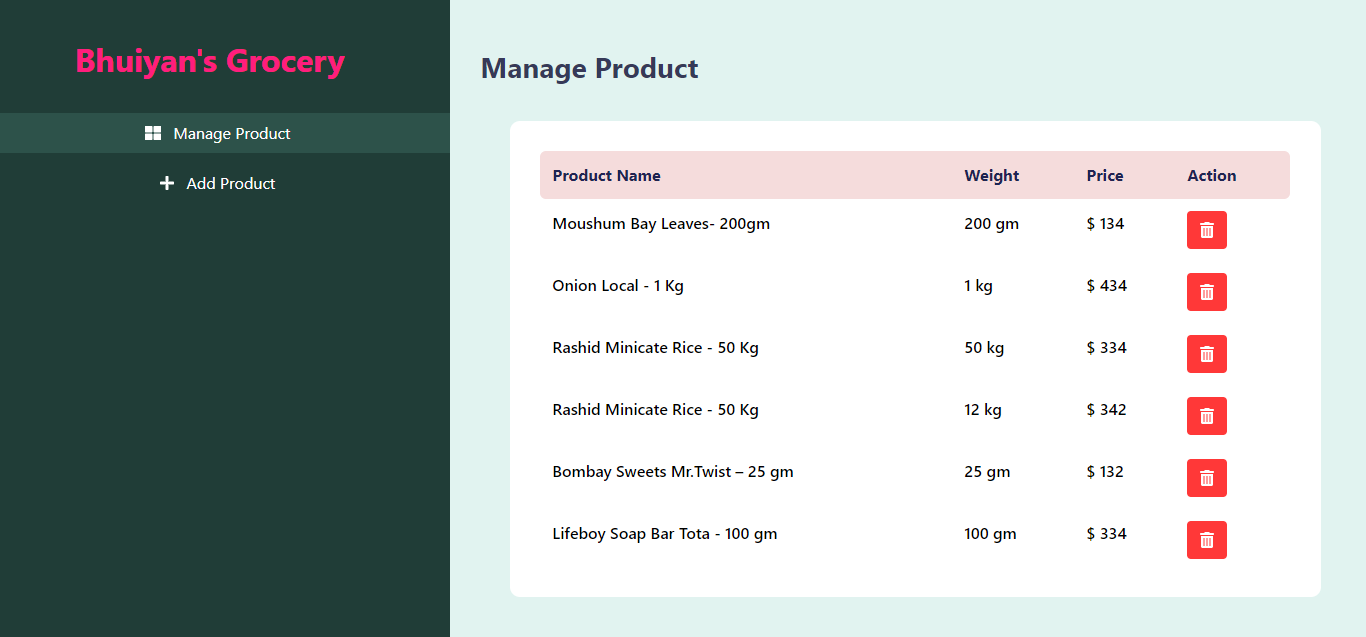 Bhuiyan's Grocery
Manage Product
Add Product
Manage Product
Product Name Weight Price Action
Moushum Bay Leaves- 200gm 200 gm $ 134
Onion Local - 1 Kg 1 kg $ 434
Rashid Minicate Rice - 50 Kg 50 kg $ 334
Rashid Minicate Rice - 50 Kg 12 kg $ 342
Bombay Sweets Mr.Twist – 25 gm 25 gm $ 132
Lifeboy Soap Bar Tota - 100 gm 100 gm $ 334